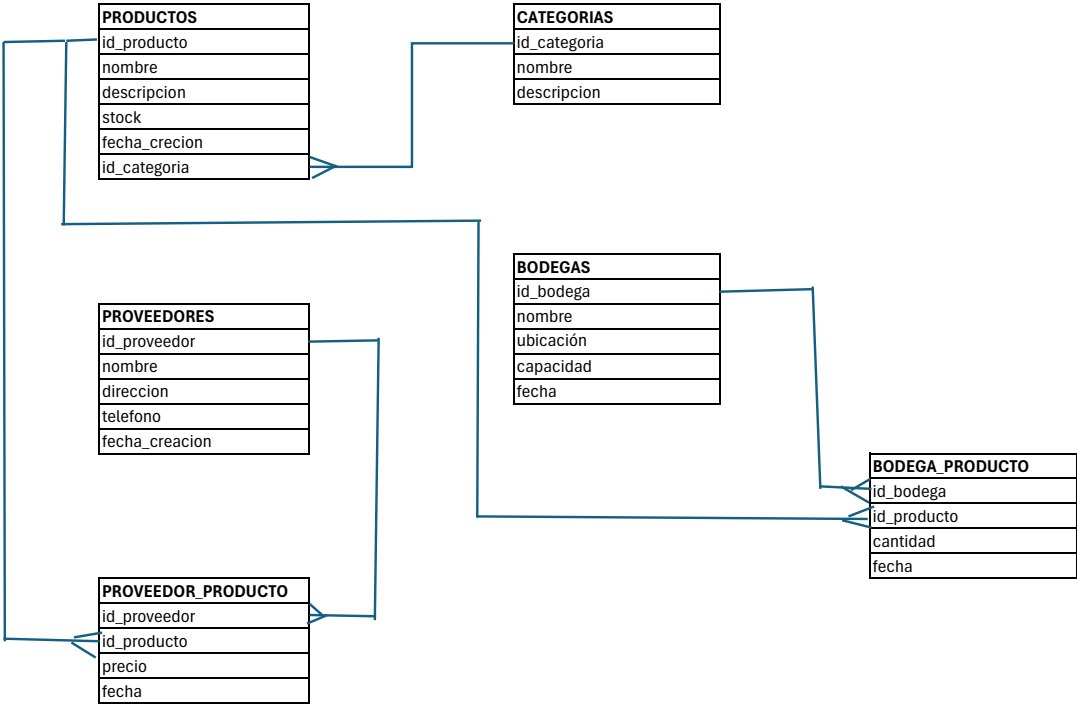 PRODUCTOS
id_producto
nombre
descripcion
stock
fecha_crecion
id_categoria
CATEGORIAS
id_categoria
nombre
descripcion
BODEGAS
id_bodega
nombre
ubicación
capacidad
fecha
PROVEEDORES
id_proveedor
nombre
direccion
telefono
fecha_creacion
BODEGA_PRODUCTO
id_bodega
id_producto
cantidad
fecha
PROVEEDOR_PRODUCTO
id_proveedor
id_producto
precio
fecha